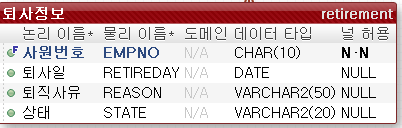 퇴사정보 retirement
논리 이름* 물리 이름* 도메인 데이터 타입 널 허용
F 사원번호 EMPNO N/A CHAR(10) N·N
퇴사일 RETIREDAY N/A DATE NULL
퇴직사유 REASON N/A VARCHAR2(50) NULL
상태 STATE N/A VARCHAR2(20) NULL